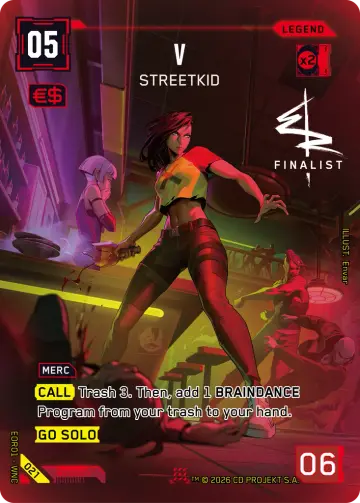 05
LEGEND
V
x2
STREETKID
€$
FINALIST
ILLUST. Envar
MERC
CALL Trash 3. Then, add 1 BRAINDANCE
Program from your trash to your hand.
GO SOLO
021
™ © 2026 CD PROJEKT S.A.
06